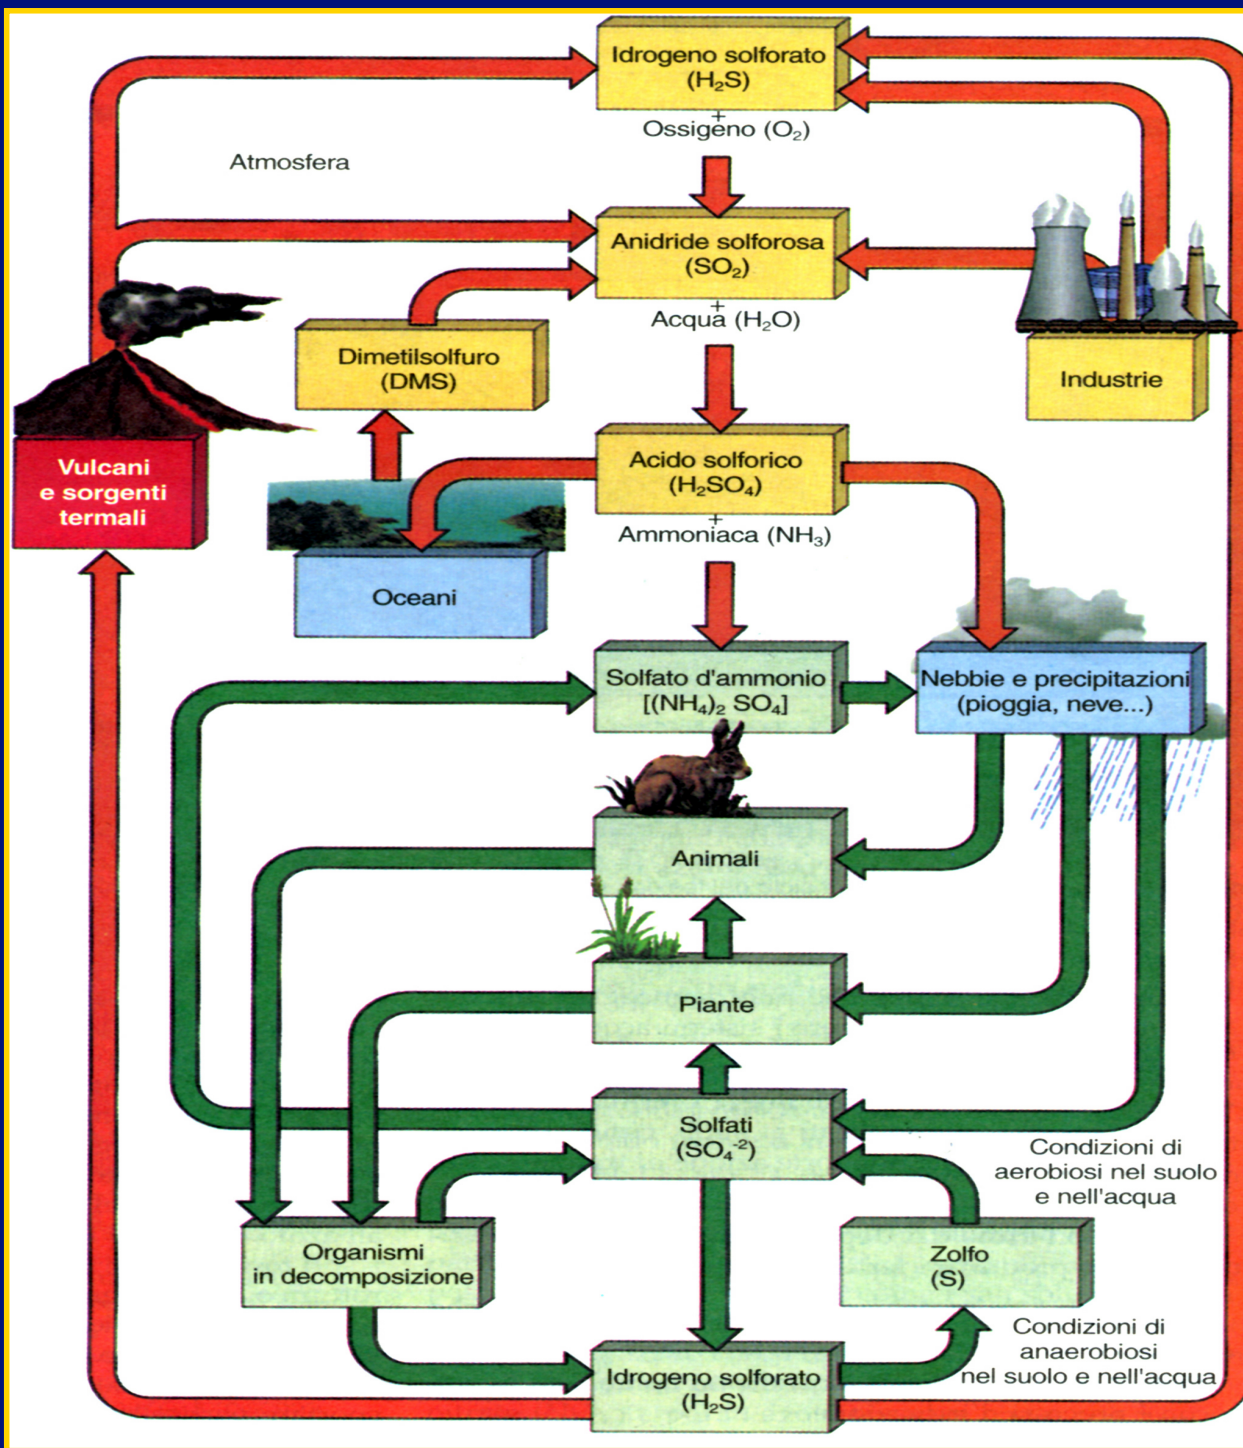 Idrogeno solforato
(H₂S)
+
Ossigeno (O₂)
Atmosfera
Anidride solforosa
(SO₂)
+
Acqua (H₂O)
Dimetilsolfuro
(DMS)
Industrie
Vulcani
e sorgenti
termali
Acido solforico
(H₂SO₄)
+
Ammoniaca (NH₃)
Oceani
Solfato d'ammonio
[(NH₄)₂ SO₄]
Nebbie e precipitazioni
(pioggia, neve...)
Animali
Piante
Solfati
(SO₄⁻²)
Condizioni di
aerobiosi nel suolo
e nell'acqua
Organismi
in decomposizione
Zolfo
(S)
Condizioni di
anaerobiosi
nel suolo e nell'acqua
Idrogeno solforato
(H₂S)